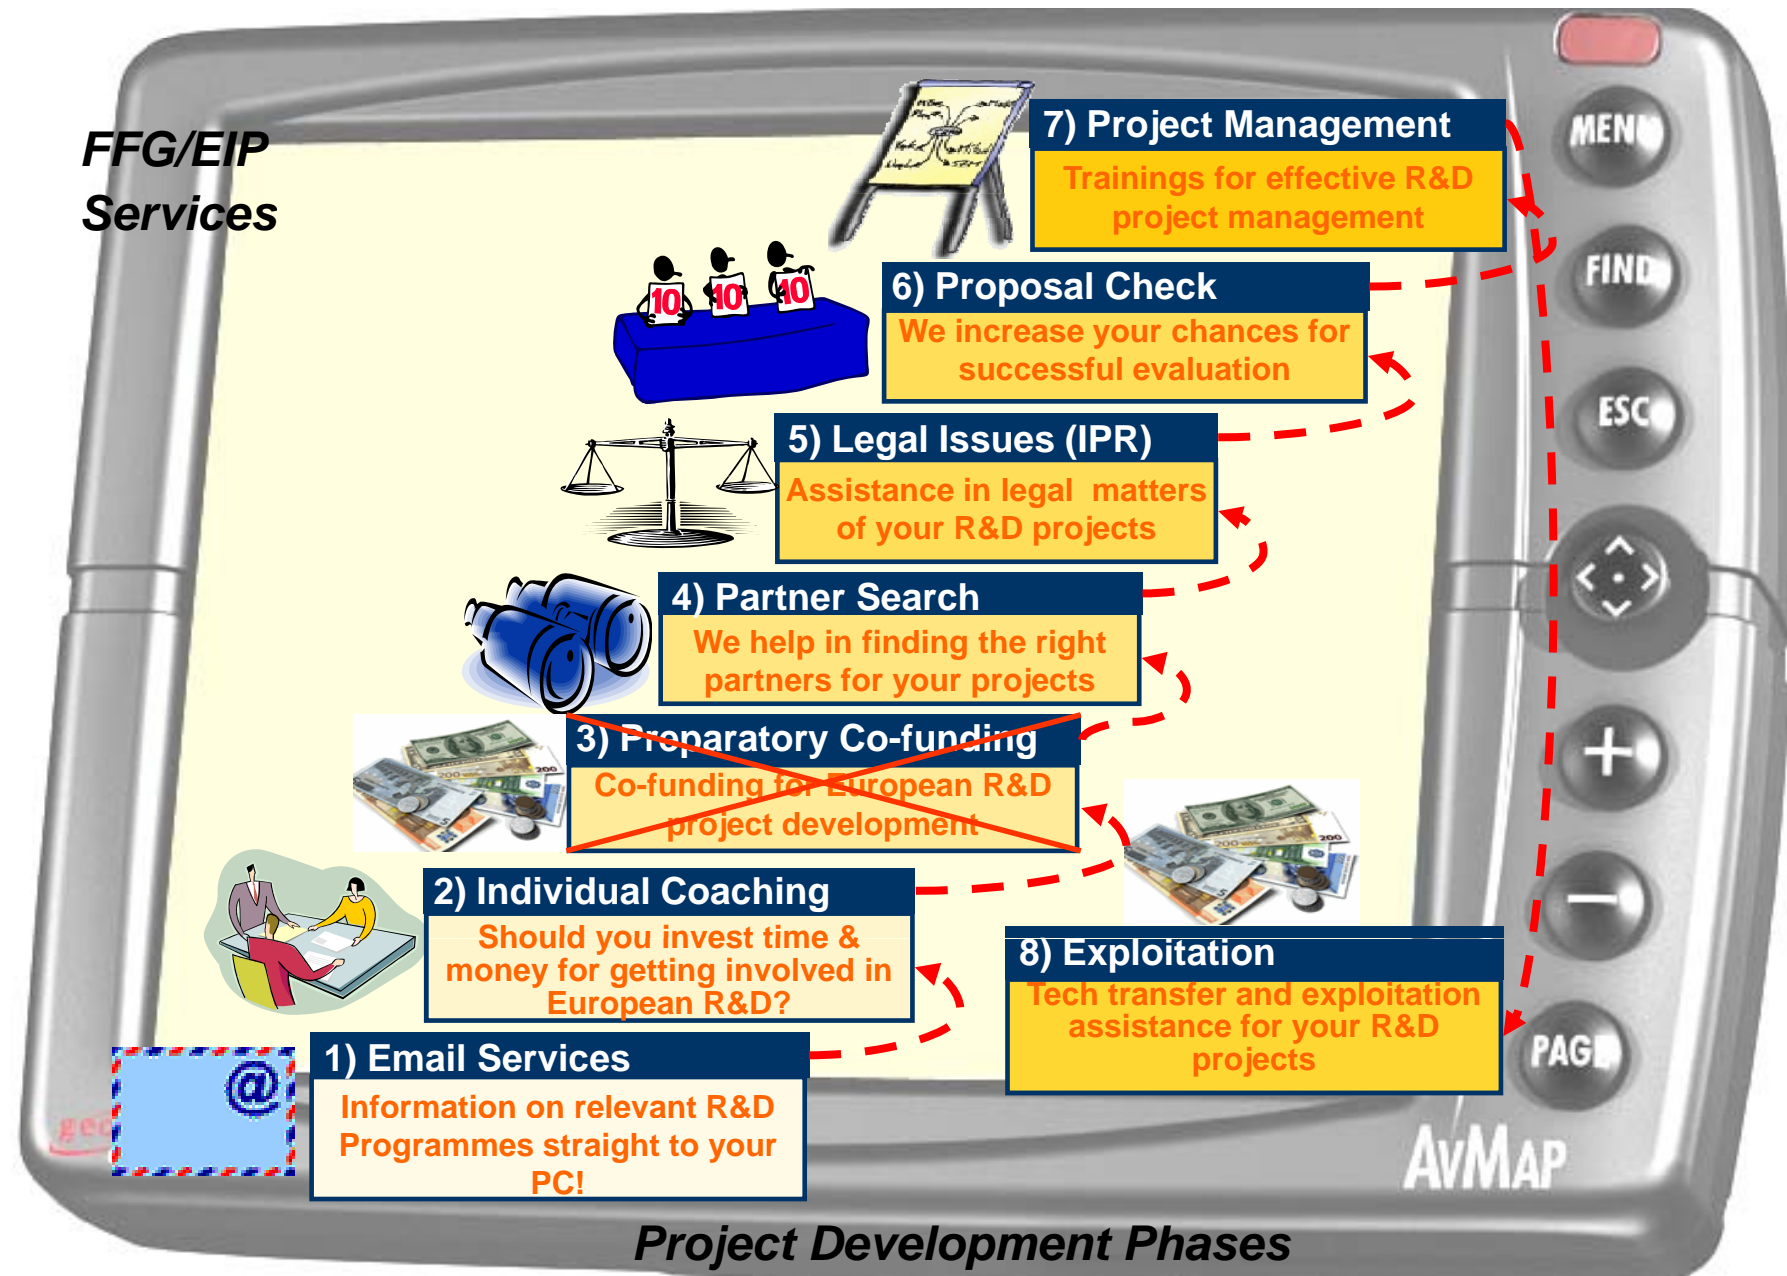 FFG/EIP
Services
7) Project Management
Trainings for effective R&D
project management
6) Proposal Check
We increase your chances for
successful evaluation
10 10 10
5) Legal Issues (IPR)
Assistance in legal matters
of your R&D projects
4) Partner Search
We help in finding the right
partners for your projects
3) Preparatory Co-funding
Co-funding for European R&D
project development
2) Individual Coaching
Should you invest time &
money for getting involved in
European R&D?
1) Email Services
Information on relevant R&D
Programmes straight to your
PC!
@
8) Exploitation
Tech transfer and exploitation
assistance for your R&D
projects
MENU
FIND
ESC
+
−
PAGE
AvMap
Project Development Phases